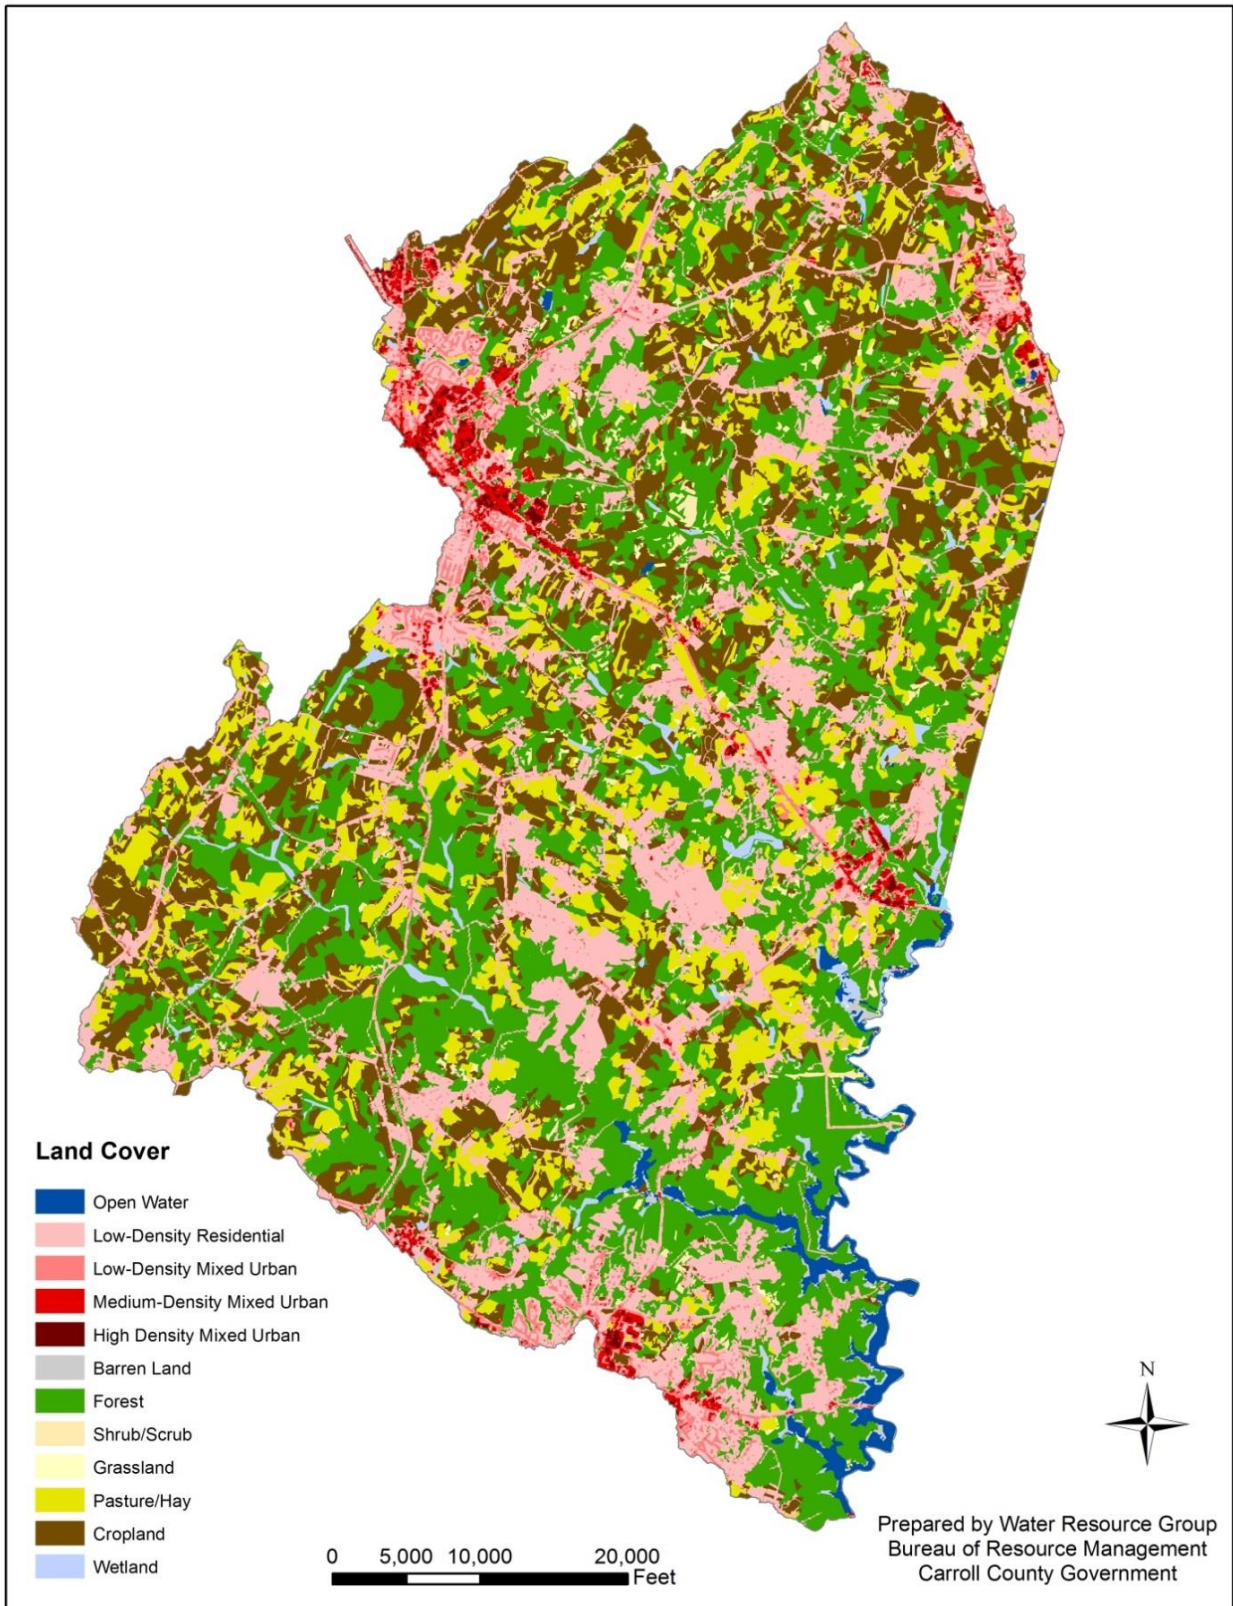 Land Cover
Open Water
Low-Density Residential
Low-Density Mixed Urban
Medium-Density Mixed Urban
High Density Mixed Urban
Barren Land
Forest
Shrub/Scrub
Grassland
Pasture/Hay
Cropland
Wetland
0 5,000 10,000 20,000
Feet
N
Prepared by Water Resource Group
Bureau of Resource Management
Carroll County Government